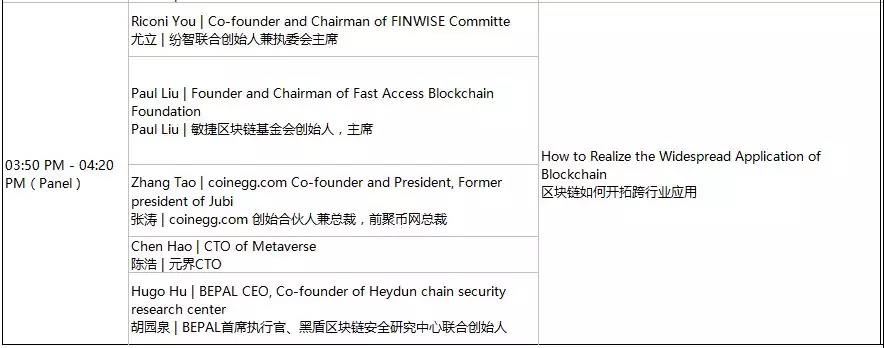 03:50 PM - 04:20
PM ( Panel )
Riconi You | Co-founder and Chairman of FINWISE Committe
尤立 | 纷智联合创始人兼执委会主席
Paul Liu | Founder and Chairman of Fast Access Blockchain
Foundation
Paul Liu | 敏捷区块链基金会创始人，主席
Zhang Tao | coinegg.com Co-founder and President, Former
president of Jubi
张涛 | coinegg.com 创始合伙人兼总裁，前聚币网总裁
Chen Hao | CTO of Metaverse
陈浩 | 元界CTO
Hugo Hu | BEPAL CEO, Co-founder of Heydun chain security
research center
胡园泉 | BEPAL首席执行官、黑盾区块链安全研究中心联合创始人
How to Realize the Widespread Application of
Blockchain
区块链如何开拓跨行业应用